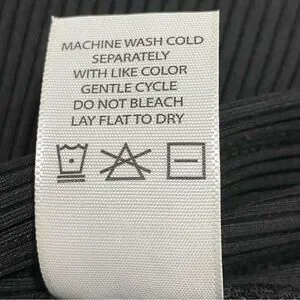 MACHINE WASH COLD
SEPARATELY
WITH LIKE COLOR
GENTLE CYCLE
DO NOT BLEACH
LAY FLAT TO DRY